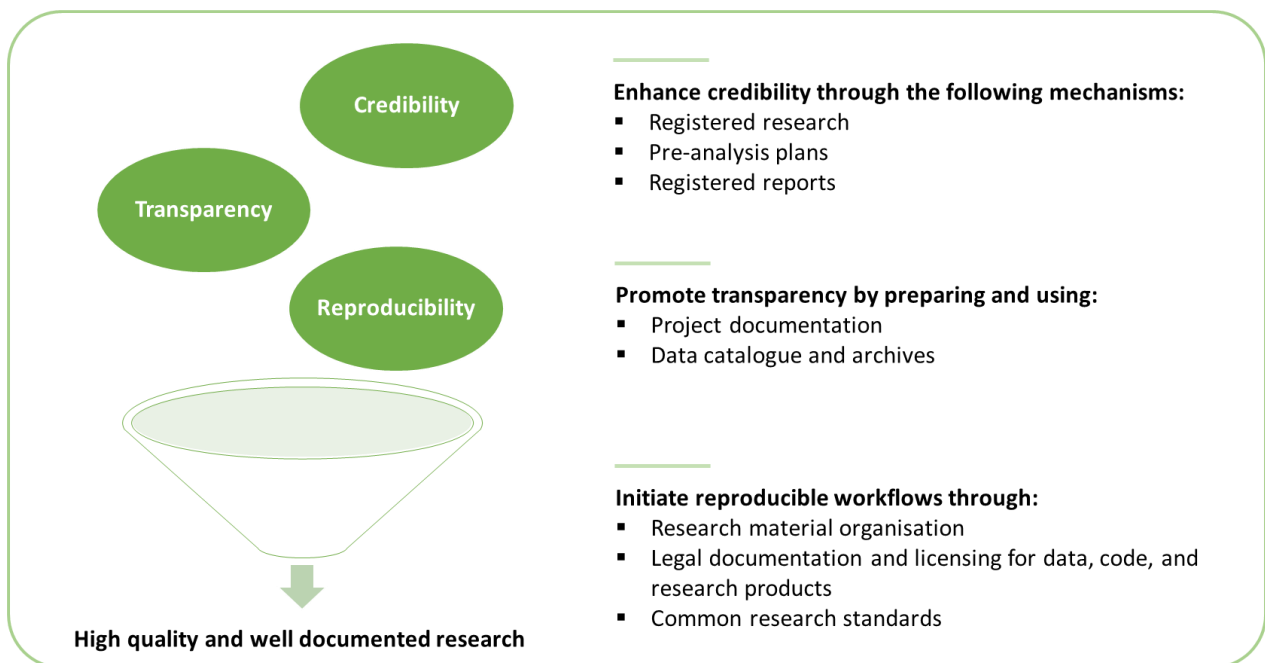 Credibility
Transparency
Reproducibility
High quality and well documented research
Enhance credibility through the following mechanisms:
▪ Registered research
▪ Pre-analysis plans
▪ Registered reports
Promote transparency by preparing and using:
▪ Project documentation
▪ Data catalogue and archives
Initiate reproducible workflows through:
▪ Research material organisation
▪ Legal documentation and licensing for data, code, and
research products
▪ Common research standards